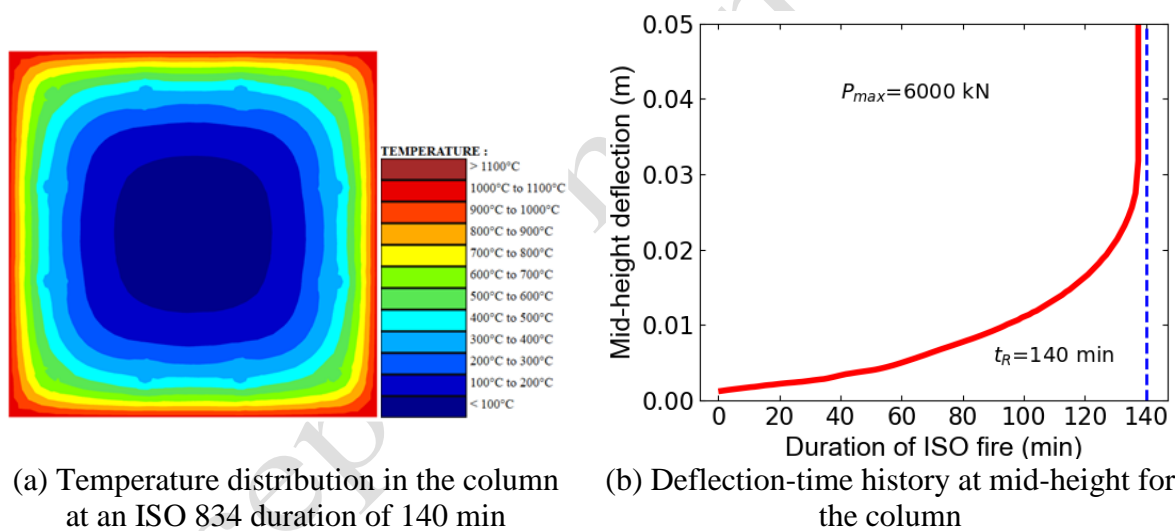 TEMPERATURE :
> 1100°C
1000°C to 1100°C
900°C to 1000°C
800°C to 900°C
700°C to 800°C
600°C to 700°C
500°C to 600°C
400°C to 500°C
300°C to 400°C
200°C to 300°C
100°C to 200°C
< 100°C
(a) Temperature distribution in the column
at an ISO 834 duration of 140 min
Mid-height deflection (m)
0.05
0.04
0.03
0.02
0.01
0.00
P_max=6000 kN
t_R=140 min
0 20 40 60 80 100 120 140
Duration of ISO fire (min)
(b) Deflection-time history at mid-height for
the column